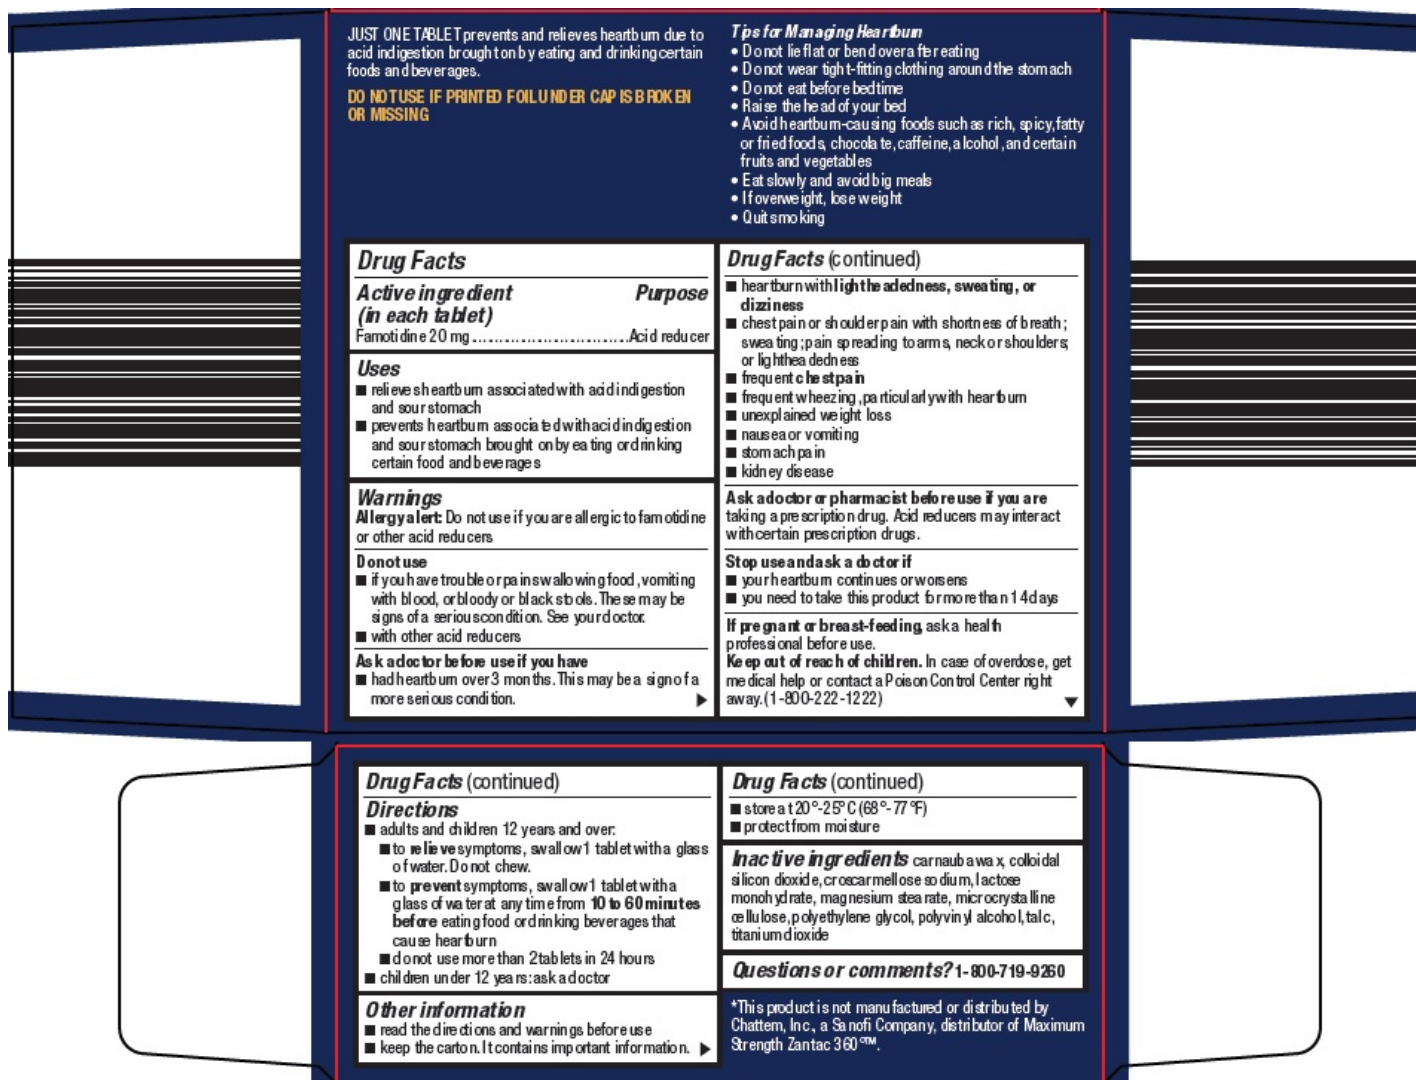 JUST ONE TABLET prevents and relieves heartburn due to
acid indigestion brought on by eating and drinking certain
foods and beverages.
DO NOT USE IF PRINTED FOIL UNDER CAP IS BROKEN
OR MISSING
Tips for Managing Heartburn
• Do not lie flat or bend over after eating
• Do not wear tight-fitting clothing around the stomach
• Do not eat before bedtime
• Raise the head of your bed
• Avoid heartburn-causing foods such as rich, spicy, fatty
or fried foods, chocolate, caffeine, alcohol, and certain
fruits and vegetables
• Eat slowly and avoid big meals
• If overweight, lose weight
• Quit smoking
Drug Facts
Active ingredient Purpose
(in each tablet)
Famotidine 20 mg ................................... Acid reducer
Uses
■ relieves heartburn associated with acid indigestion
and sour stomach
■ prevents heartburn associated with acid indigestion
and sour stomach brought on by eating or drinking
certain food and beverages
Warnings
Allergy alert: Do not use if you are allergic to famotidine
or other acid reducers
Do not use
■ if you have trouble or pain swallowing food, vomiting
with blood, or bloody or black stools. These may be
signs of a serious condition. See your doctor.
■ with other acid reducers
Ask a doctor before use if you have
■ had heartburn over 3 months. This may be a sign of a
more serious condition.
Drug Facts (continued)
■ heartburn with lightheadedness, sweating, or
dizziness
■ chest pain or shoulder pain with shortness of breath;
sweating; pain spreading to arms, neck or shoulders;
or lightheadedness
■ frequent chest pain
■ frequent wheezing, particularly with heartburn
■ unexplained weight loss
■ nausea or vomiting
■ stomach pain
■ kidney disease
Ask a doctor or pharmacist before use if you are
taking a prescription drug. Acid reducers may interact
with certain prescription drugs.
Stop use and ask a doctor if
■ your heartburn continues or worsens
■ you need to take this product for more than 14 days
If pregnant or breast-feeding, ask a health
professional before use.
Keep out of reach of children. In case of overdose, get
medical help or contact a Poison Control Center right
away. (1-800-222-1222)
Drug Facts (continued)
Directions
■ adults and children 12 years and over:
■ to relieve symptoms, swallow 1 tablet with a glass
of water. Do not chew.
■ to prevent symptoms, swallow 1 tablet with a
glass of water at any time from 10 to 60 minutes
before eating food or drinking beverages that
cause heartburn
■ do not use more than 2 tablets in 24 hours
■ children under 12 years: ask a doctor
Other information
■ read the directions and warnings before use
■ keep the carton. It contains important information.
Drug Facts (continued)
■ store at 20°-25°C (68°-77°F)
■ protect from moisture
Inactive ingredients carnauba wax, colloidal
silicon dioxide, croscarmellose sodium, lactose
monohydrate, magnesium stearate, microcrystalline
cellulose, polyethylene glycol, polyvinyl alcohol, talc,
titanium dioxide
Questions or comments? 1-800-719-9260
*This product is not manufactured or distributed by
Chattem, Inc., a Sanofi Company, distributor of Maximum
Strength Zantac 360°™.